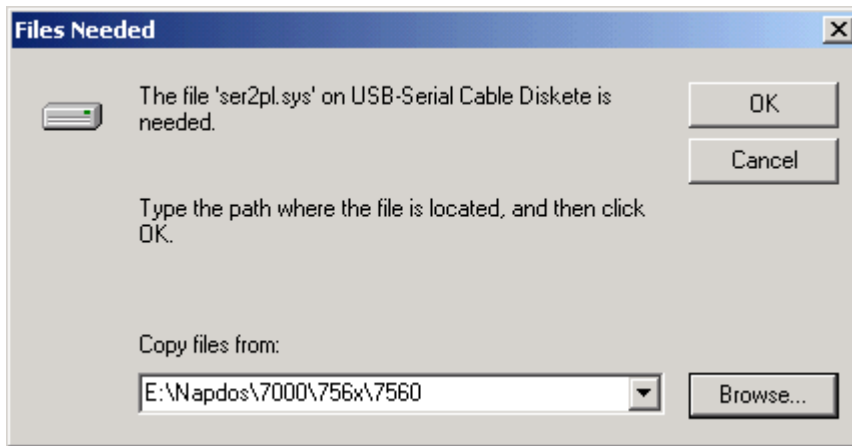 Files Needed
The file 'ser2pl.sys' on USB-Serial Cable Diskete is
needed.
OK
Cancel
Type the path where the file is located, and then click
OK.
Copy files from:
E:\Napdos\7000\756x\7560
Browse...